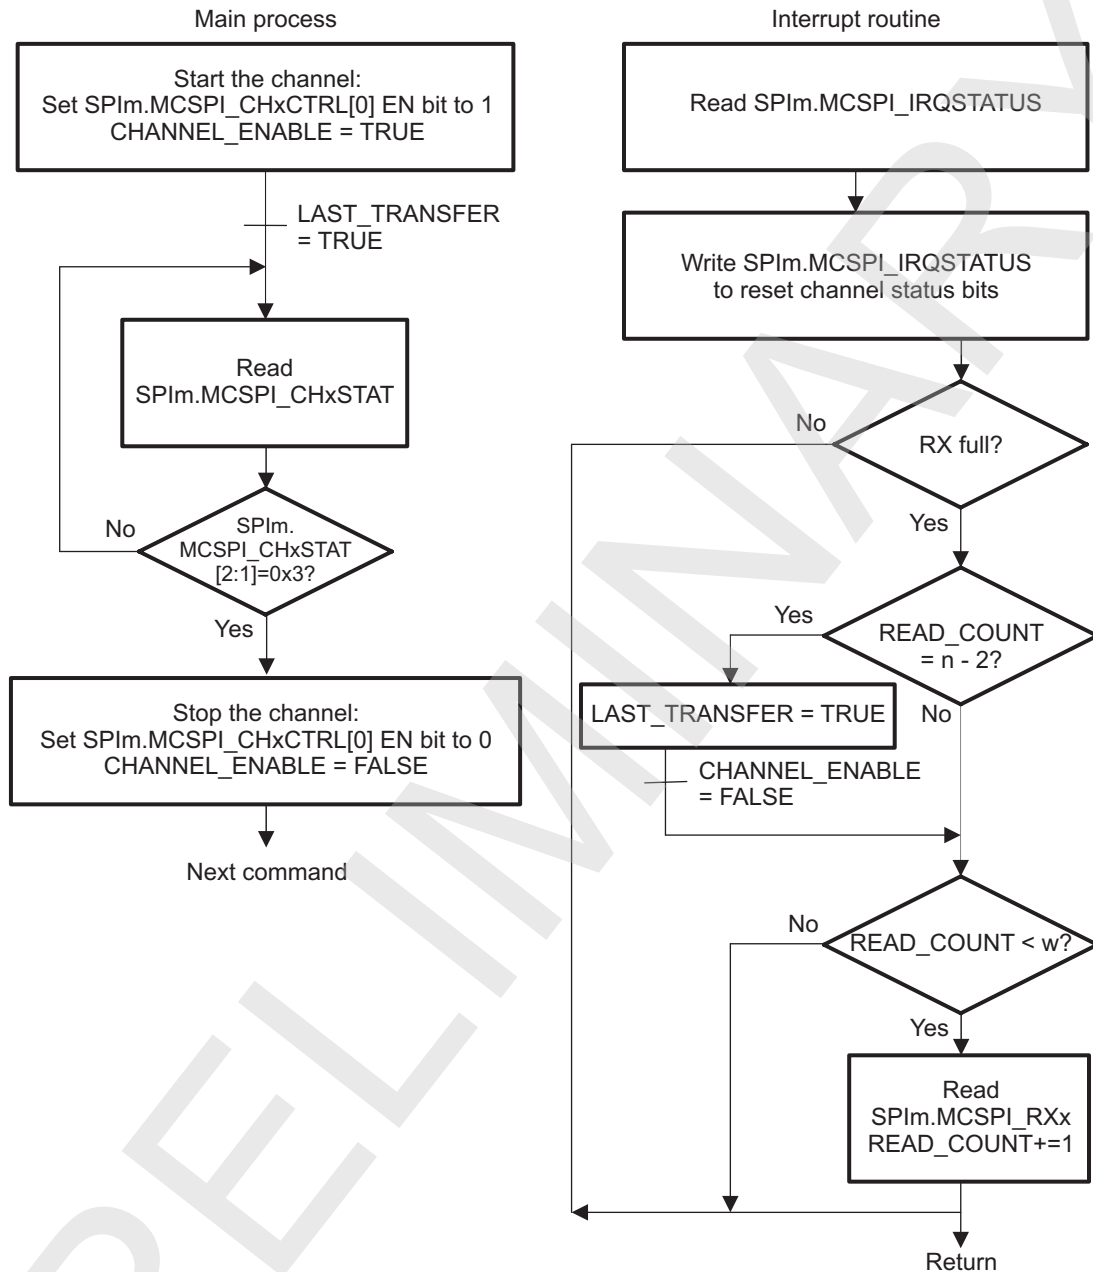 Main process
Start the channel:
Set SPIm.MCSPI_CHxCTRL[0] EN bit to 1
CHANNEL_ENABLE = TRUE
LAST_TRANSFER
= TRUE
Read
SPIm.MCSPI_CHxSTAT
No
SPIm.
MCSPI_CHxSTAT
[2:1]=0x3?
Yes
Stop the channel:
Set SPIm.MCSPI_CHxCTRL[0] EN bit to 0
CHANNEL_ENABLE = FALSE
Next command
Interrupt routine
Read SPIm.MCSPI_IRQSTATUS
Write SPIm.MCSPI_IRQSTATUS
to reset channel status bits
No
RX full?
Yes
Yes
READ_COUNT
= n - 2?
LAST_TRANSFER = TRUE
No
CHANNEL_ENABLE
= FALSE
No
READ_COUNT < w?
Yes
Read
SPIm.MCSPI_RXx
READ_COUNT+=1
Return
PRELIMINARY